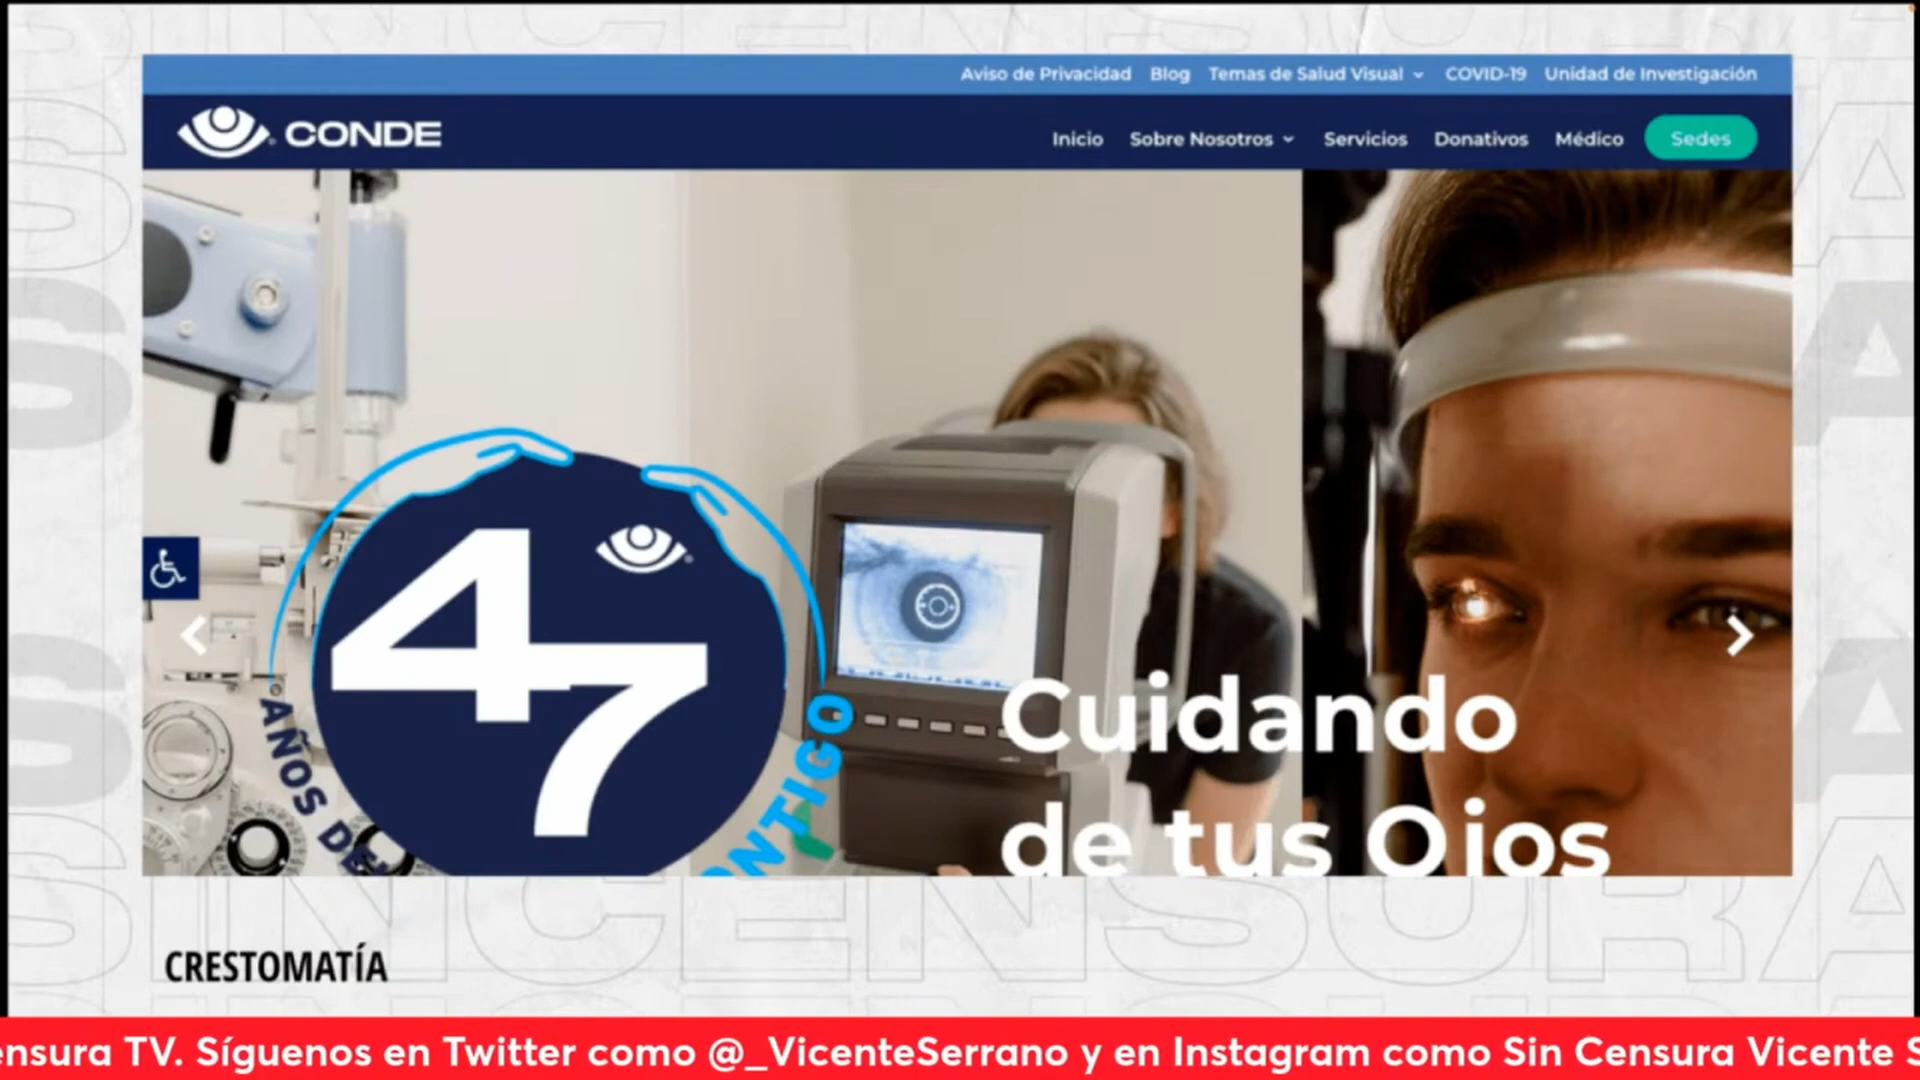 Aviso de Privacidad Blog Temas de Salud Visual COVID-19 Unidad de Investigación
CONDE
Inicio Sobre Nosotros Servicios Donativos Médico Sedes
47
AÑOS DE
ONTIGO
Cuidando
de tus Ojos
SINCENSURA
CRESTOMATÍA
ensura TV. Síguenos en Twitter como @_VicenteSerrano y en Instagram como Sin Censura Vicente S